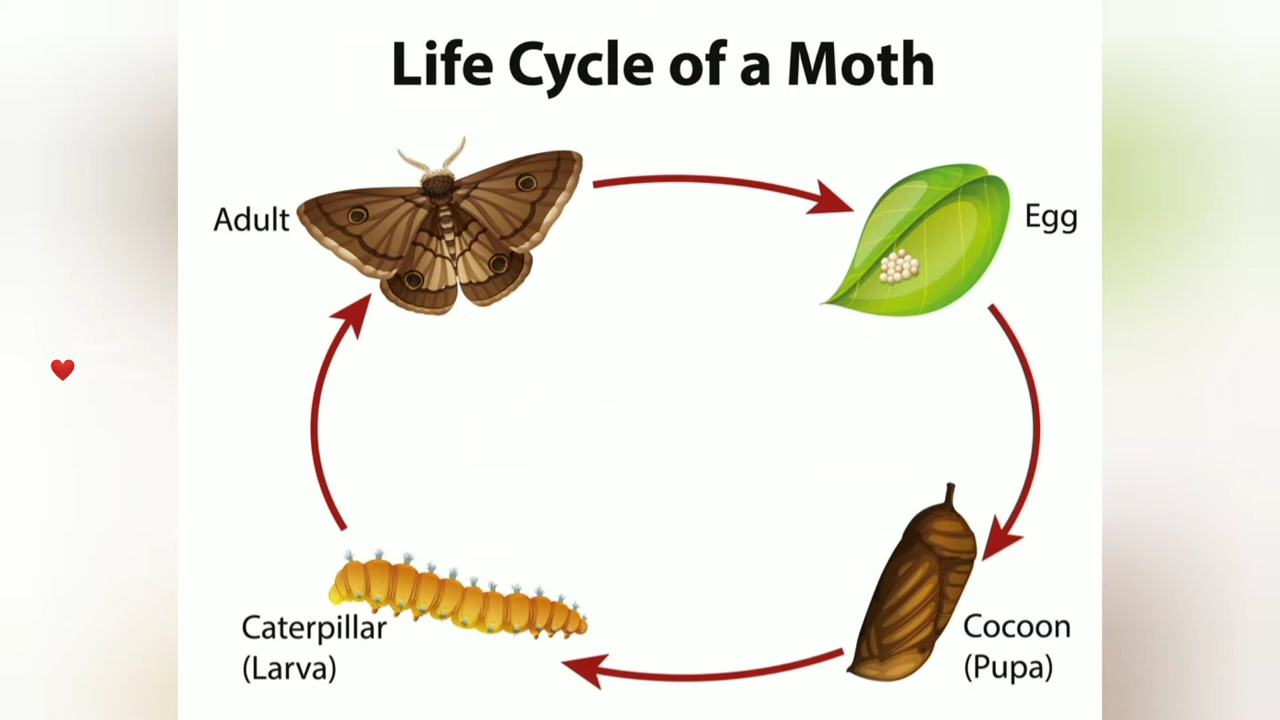 Life Cycle of a Moth
Adult
Egg
Caterpillar
(Larva)
Cocoon
(Pupa)